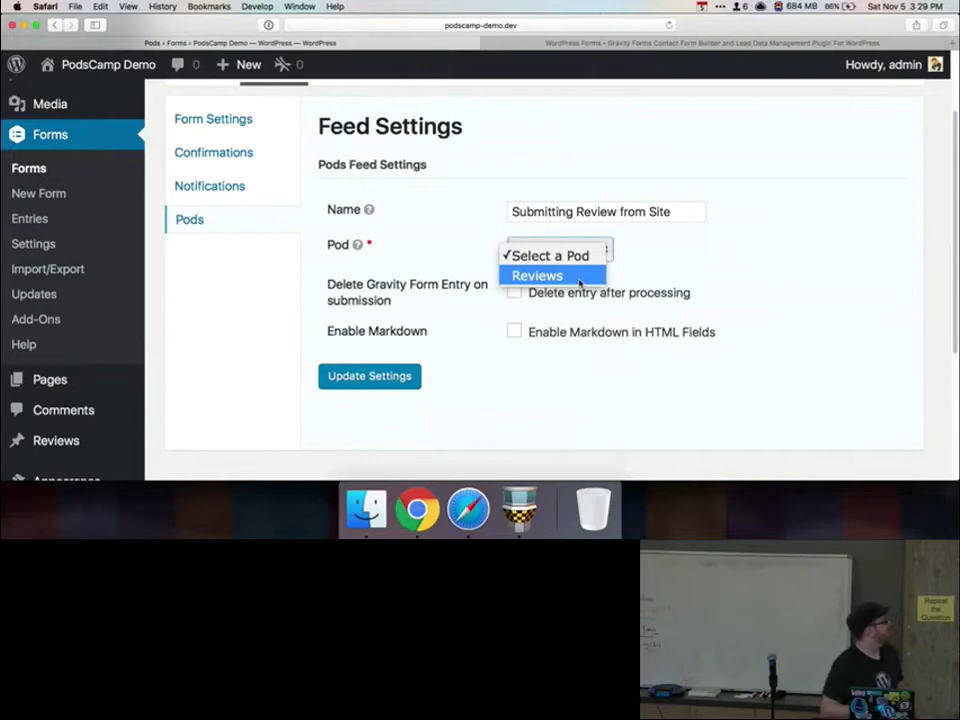 Safari File Edit View History Bookmarks Develop Window Help 6 684 MB 86% Sat Nov 5 3:29 PM
podscamp-demo.dev
Pods › Forms › PodsCamp Demo — WordPress — WordPress
WordPress Forms - Gravity Forms Contact Form Builder and Lead Data Management Plugin For WordPress
PodsCamp Demo 0 New 0 Howdy, admin
Media
Forms
Forms
New Form
Entries
Settings
Import/Export
Updates
Add-Ons
Help
Pages
Comments
Reviews
Appearance
Form Settings
Confirmations
Notifications
Pods
Feed Settings
Pods Feed Settings
Name ? Submitting Review from Site
Pod ? *
✓Select a Pod
Reviews
Delete Gravity Form Entry on
submission
Delete entry after processing
Enable Markdown Enable Markdown in HTML Fields
Update Settings
Repeat
the
Question